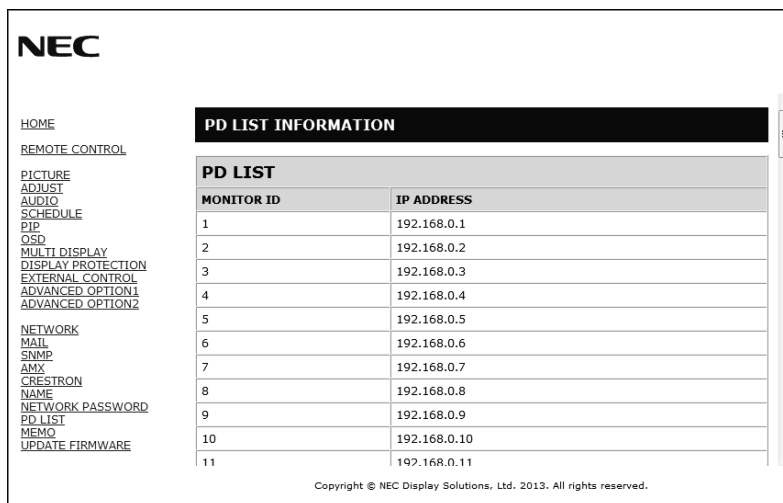 NEC
HOME
REMOTE CONTROL
PICTURE
ADJUST
AUDIO
SCHEDULE
PIP
OSD
MULTI DISPLAY
DISPLAY PROTECTION
EXTERNAL CONTROL
ADVANCED OPTION1
ADVANCED OPTION2
NETWORK
MAIL
SNMP
AMX
CRESTRON
NAME
NETWORK PASSWORD
PD LIST
MEMO
UPDATE FIRMWARE
PD LIST INFORMATION
PD LIST
MONITOR ID IP ADDRESS
1 192.168.0.1
2 192.168.0.2
3 192.168.0.3
4 192.168.0.4
5 192.168.0.5
6 192.168.0.6
7 192.168.0.7
8 192.168.0.8
9 192.168.0.9
10 192.168.0.10
11 192.168.0.11
Copyright © NEC Display Solutions, Ltd. 2013. All rights reserved.